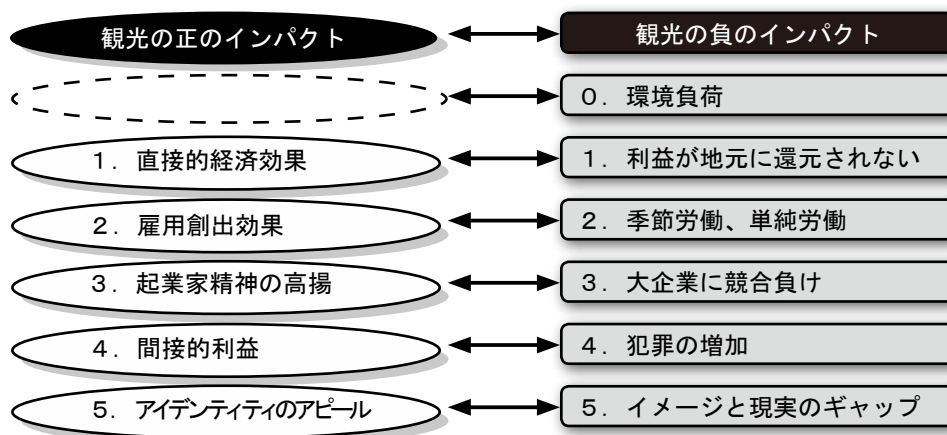 観光の正のインパクト
観光の負のインパクト
０．環境負荷
１．直接的経済効果
１．利益が地元に還元されない
２．雇用創出効果
２．季節労働、単純労働
３．起業家精神の高揚
３．大企業に競合負け
４．間接的利益
４．犯罪の増加
５．アイデンティティのアピール
５．イメージと現実のギャップ